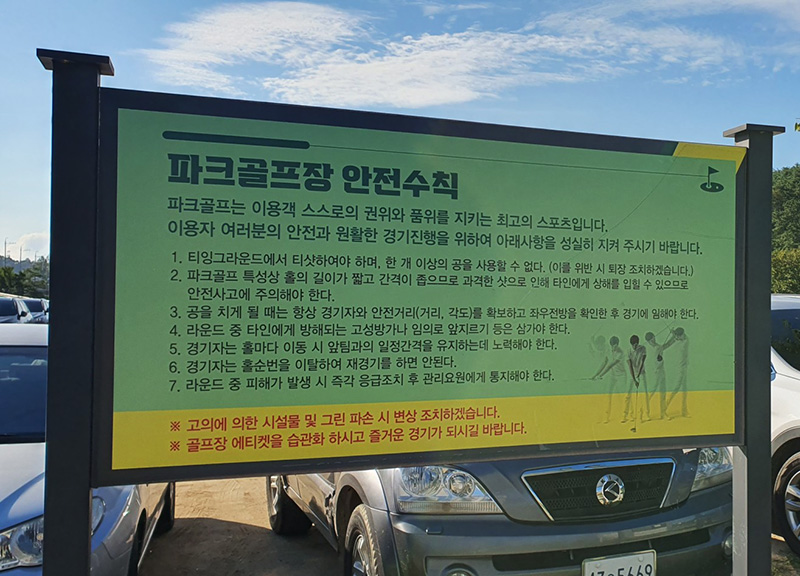 파크골프장 안전수칙
파크골프는 이용객 스스로의 권위와 품위를 지키는 최고의 스포츠입니다.
이용자 여러분의 안전과 원활한 경기진행을 위하여 아래사항을 성실히 지켜 주시기 바랍니다.
1. 티잉그라운드에서 티샷하여야 하며, 한 개 이상의 공을 사용할 수 없다. (이를 위반 시 퇴장 조치하겠습니다.)
2. 파크골프 특성상 홀의 길이가 짧고 간격이 좁으므로 과격한 샷으로 인해 타인에게 상해를 입힐 수 있으므로
안전사고에 주의해야 한다.
3. 공을 치게 될 때는 항상 경기자와 안전거리(거리, 각도)를 확보하고 좌우전방을 확인한 후 경기에 임해야 한다.
4. 라운드 중 타인에게 방해되는 고성방가나 임의로 앞지르기 등은 삼가야 한다.
5. 경기자는 홀마다 이동 시 앞팀과의 일정간격을 유지하는데 노력해야 한다.
6. 경기자는 홀순번을 이탈하여 재경기를 하면 안된다.
7. 라운드 중 피해가 발생 시 즉각 응급조치 후 관리요원에게 통지해야 한다.
※ 고의에 의한 시설물 및 그린 파손 시 변상 조치하겠습니다.
※ 골프장 에티켓을 습관화 하시고 즐거운 경기가 되시길 바랍니다.
5669